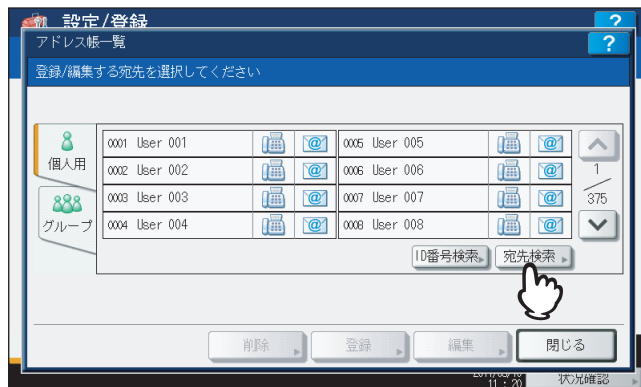 設定/登録
?
アドレス帳一覧
?
登録/編集する宛先を選択してください
個人用
グループ
0001 User 001
0005 User 005
0002 User 002
0006 User 006
0003 User 003
0007 User 007
0004 User 004
0008 User 008
1
375
ID番号検索
宛先検索
削除
登録
編集
閉じる
11:20
状況確認